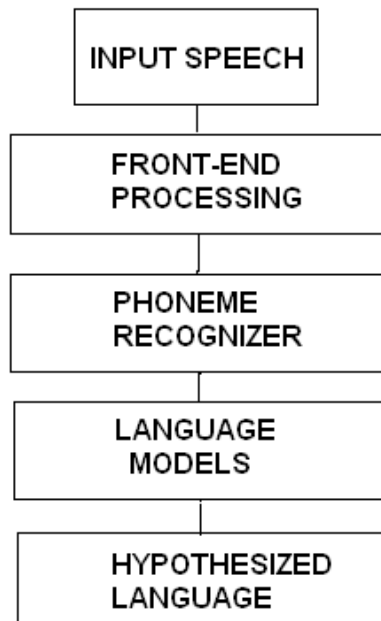 INPUT SPEECH
FRONT-END
PROCESSING
PHONEME
RECOGNIZER
LANGUAGE
MODELS
HYPOTHESIZED
LANGUAGE